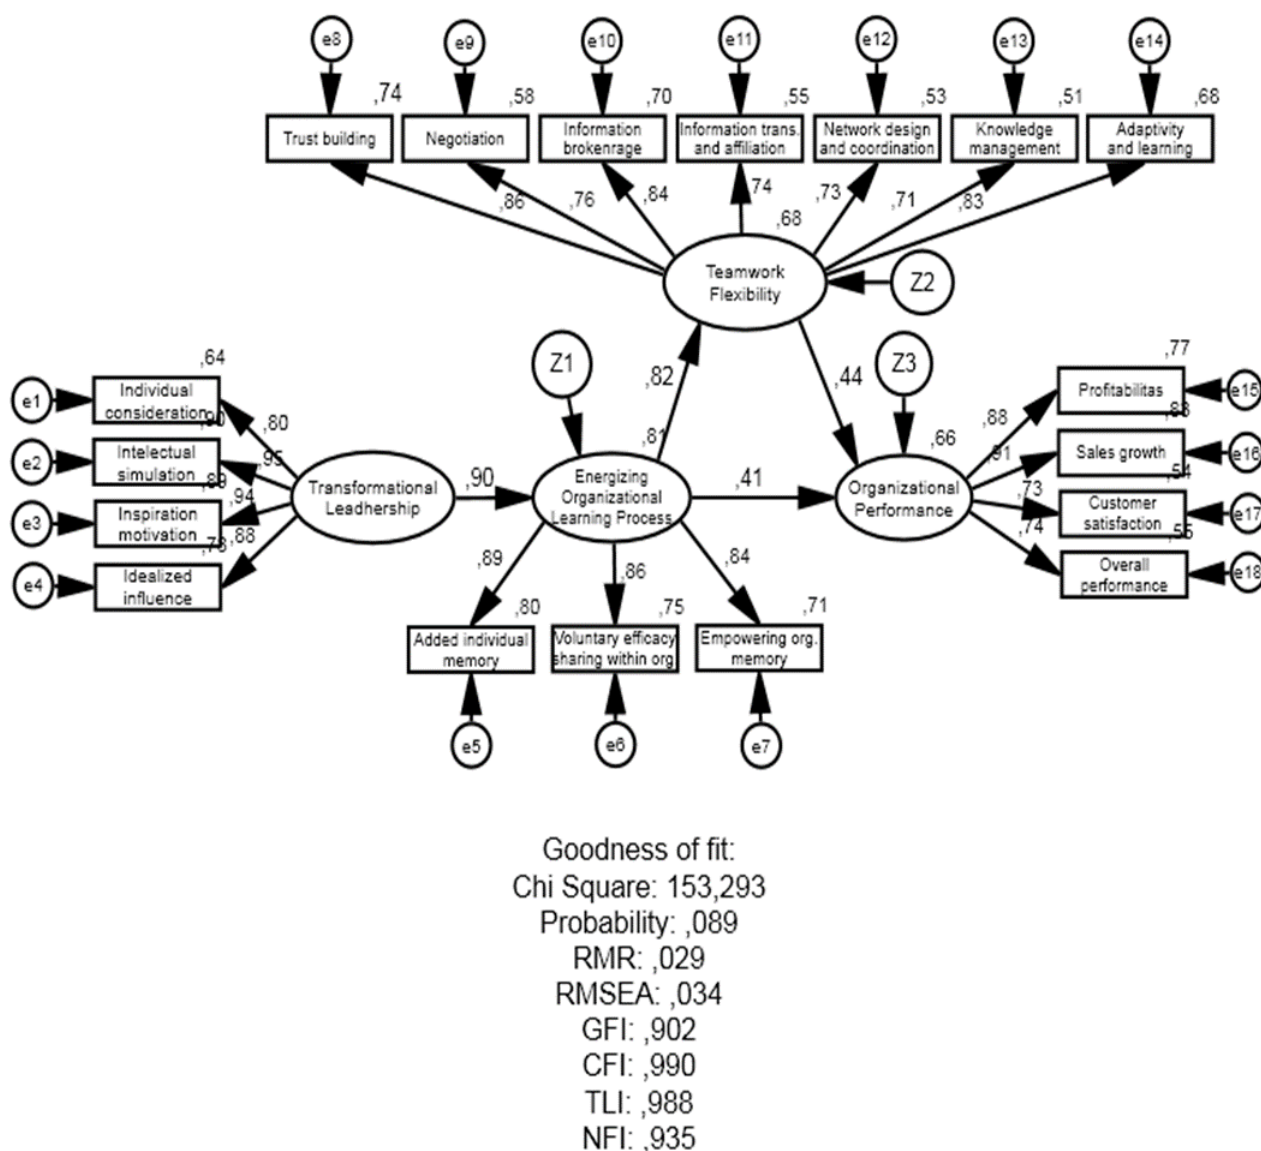 e8
e9
e10
e11
e12
e13
e14
,74
,58
,70
,55
,53
,51
,68
Trust building
Negotiation
Information
brokenrage
Information trans.
and affiliation
Network design
and coordination
Knowledge
management
Adaptivity
and learning
,86
,76
,84
,74
,73
,71
,83
,68
Teamwork
Flexibility
Z2
Z1
Z3
,82
,44
,64
e1
Individual
consideration
,80
,90
e2
Intelectual
simulation
,95
,89
e3
Inspiration
motivation
,94
,78
e4
Idealized
influence
,88
Transformational
Leadhership
,90
,81
Energizing
Organizational
Learning Process
,41
,66
Organizational
Performance
,77
Profitabilitas
e15
,88
,83
Sales growth
e16
,91
,54
Customer
satisfaction
e17
,73
,55
Overall
performance
e18
,74
,89
,86
,84
,80
,75
,71
Added individual
memory
Voluntary efficacy
sharing within org
Empowering org.
memory
e5
e6
e7
Goodness of fit:
Chi Square: 153,293
Probability: ,089
RMR: ,029
RMSEA: ,034
GFI: ,902
CFI: ,990
TLI: ,988
NFI: ,935